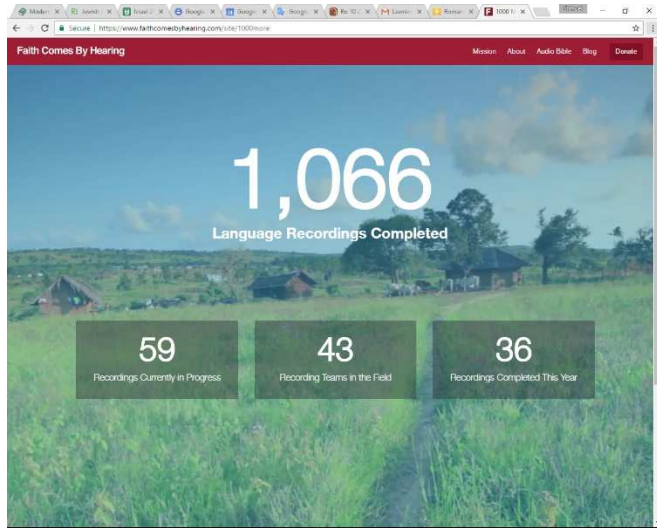 Secure | https://www.faithcomesbyhearing.com/site/1000more
Faith Comes By Hearing
Mission About Audio Bible Blog Donate
1,066
Language Recordings Completed
59 43 36
Recordings Currently in Progress Recording Teams in the Field Recordings Completed This Year